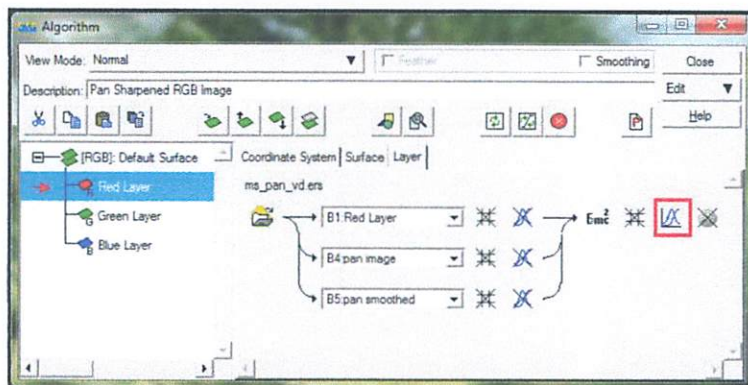 Algorithm
View Mode: Normal Feather Smoothing Close
Description: Pan Sharpened RGB Image Edit
Help
[RGB]: Default Surface Coordinate System Surface Layer
Red Layer ms_pan_vd.ers
Green Layer B1:Red Layer Emc²
Blue Layer B4:pan image
B5:pan smoothed